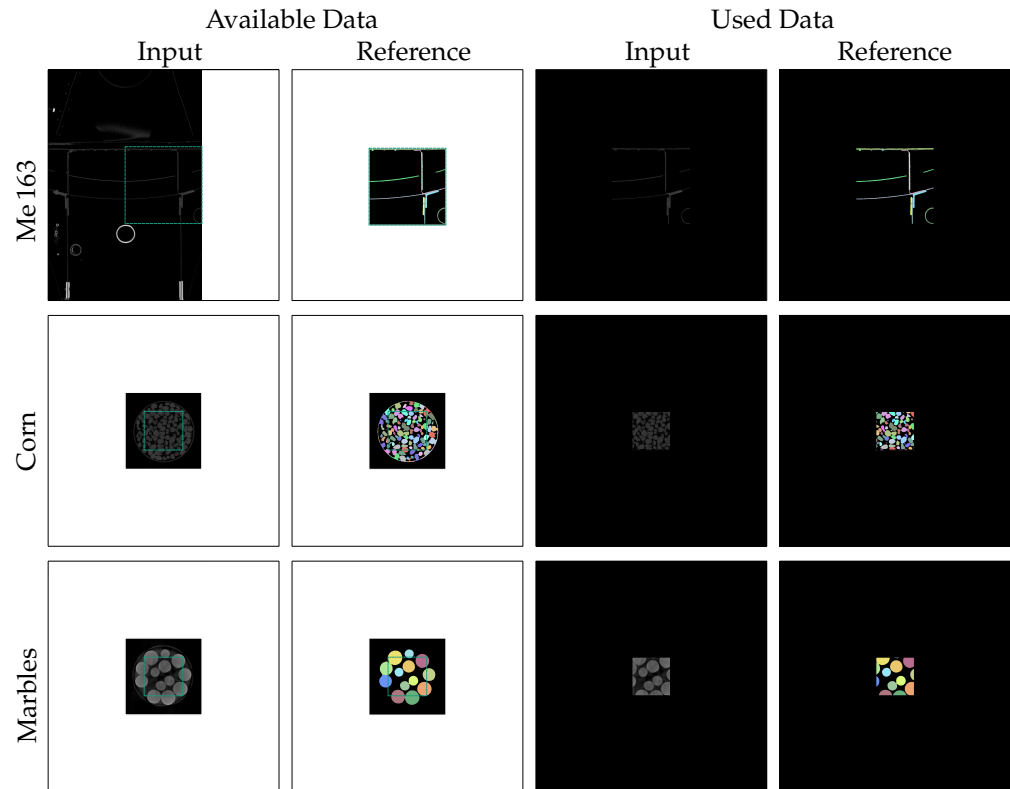 Available Data
Used Data
Input
Reference
Input
Reference
Me 163
Corn
Marbles